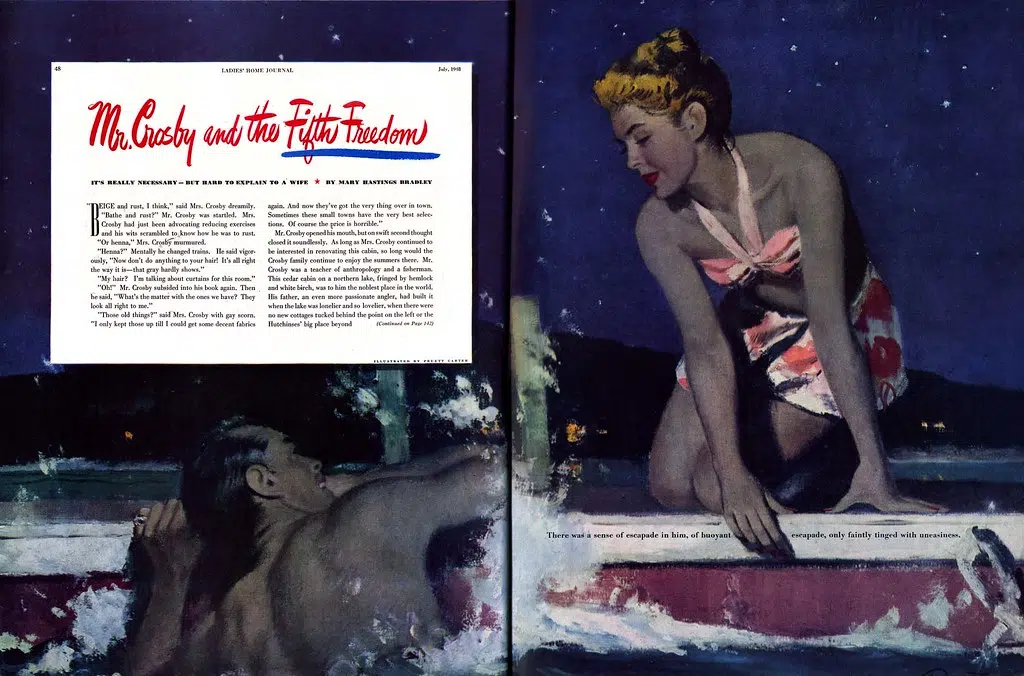 48
LADIES' HOME JOURNAL
July, 1948
Mr. Crosby and the Fifth Freedom
IT'S REALLY NECESSARY—BUT HARD TO EXPLAIN TO A WIFE ★ BY MARY HASTINGS BRADLEY
"BEIGE and rust, I think," said Mrs. Crosby dreamily.
"Bathe and rust?" Mr. Crosby was startled. Mrs.
Crosby had just been advocating reducing exercises
and his wits scrambled to know how he was to rust.
"Or henna," Mrs. Crosby murmured.
"Henna?" Mentally he changed trains. He said vigor-
ously, "Now don't do anything to your hair! It's all right
the way it is—that gray hardly shows."
"My hair? I'm talking about curtains for this room."
"Oh!" Mr. Crosby subsided into his book again. Then
he said, "What's the matter with the ones we have? They
look all right to me."
"Those old things?" said Mrs. Crosby with gay scorn.
"I only kept those up till I could get some decent fabrics
again. And now they've got the very thing over in town.
Sometimes these small towns have the very best selec-
tions. Of course the price is horrible."
Mr. Crosby opened his mouth, but on swift second thought
closed it soundlessly. As long as Mrs. Crosby continued to
be interested in renovating this cabin, so long would the
Crosby family continue to enjoy the summers there. Mr.
Crosby was a teacher of anthropology and a fisherman.
This cedar cabin on a northern lake, fringed by hemlock
and white birch, was to him the noblest place in the world.
His father, an even more passionate angler, had built it
when the lake was lonelier and so lovelier, when there were
no new cottages tucked behind the point on the left or the
Hutchinses' big place beyond (Continued on Page 142)
ILLUSTRATED BY PRUETT CARTER
There was a sense of escapade in him, of buoyant escapade, only faintly tinged with uneasiness.